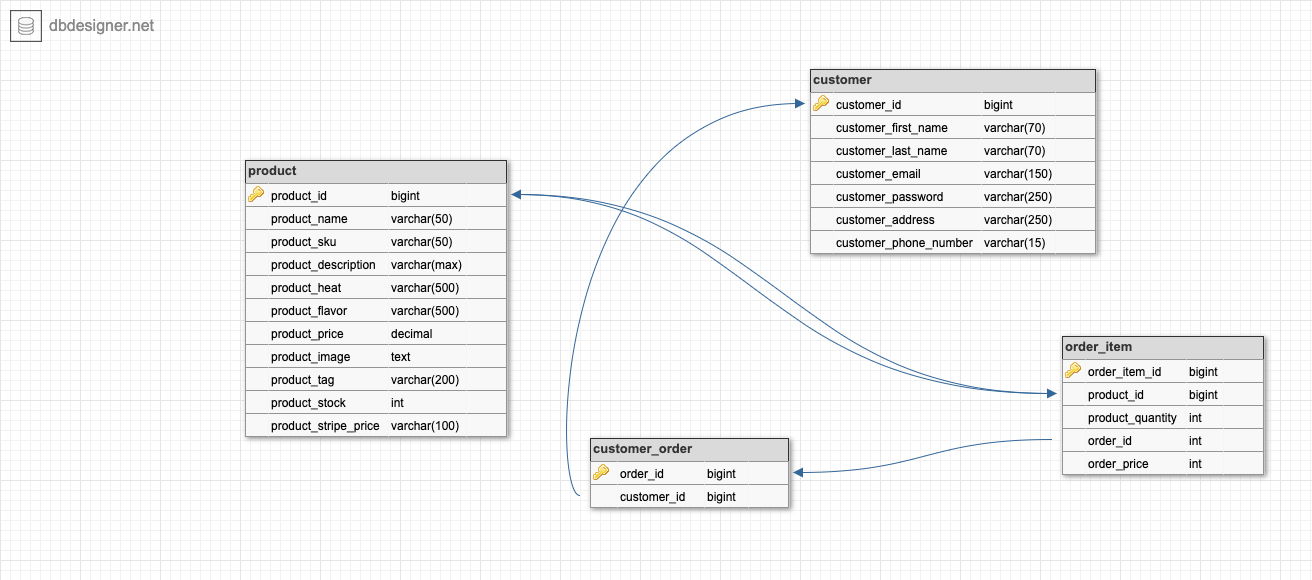 dbdesigner.net
customer
customer_id bigint
customer_first_name varchar(70)
customer_last_name varchar(70)
customer_email varchar(150)
customer_password varchar(250)
customer_address varchar(250)
customer_phone_number varchar(15)
product
product_id bigint
product_name varchar(50)
product_sku varchar(50)
product_description varchar(max)
product_heat varchar(500)
product_flavor varchar(500)
product_price decimal
product_image text
product_tag varchar(200)
product_stock int
product_stripe_price varchar(100)
order_item
order_item_id bigint
product_id bigint
product_quantity int
order_id int
order_price int
customer_order
order_id bigint
customer_id bigint